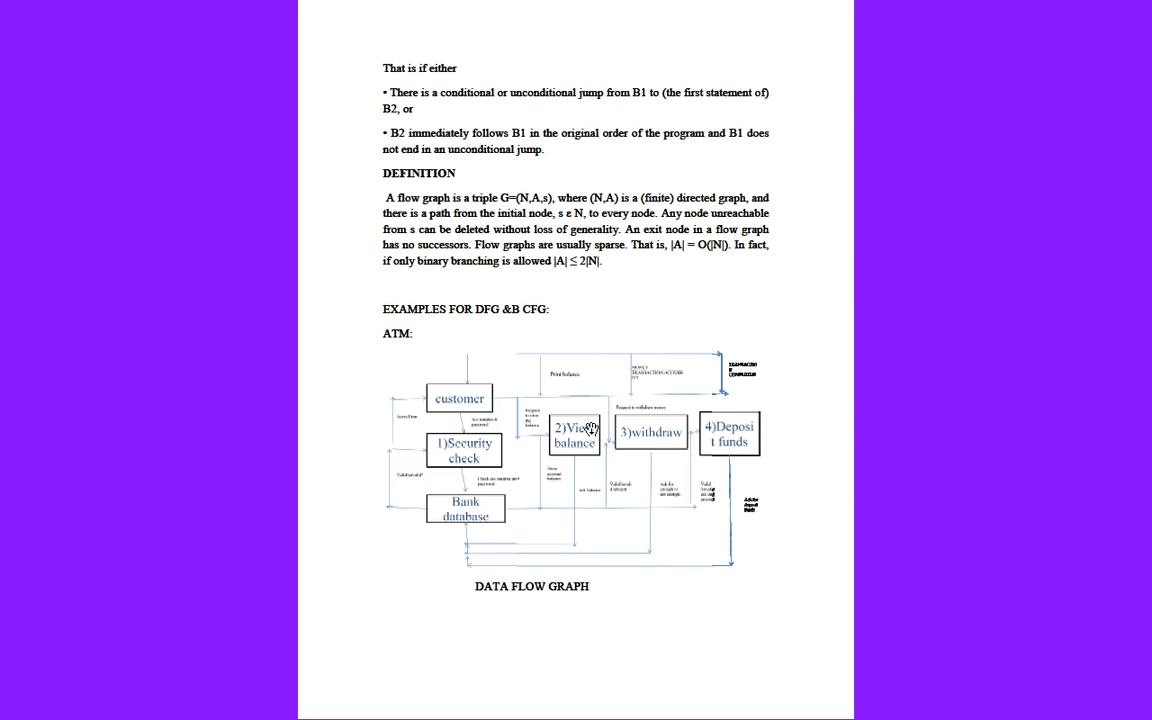 That is if either
• There is a conditional or unconditional jump from B1 to (the first statement of)
B2, or
• B2 immediately follows B1 in the original order of the program and B1 does
not end in an unconditional jump.
DEFINITION
A flow graph is a triple G=(N,A,s), where (N,A) is a (finite) directed graph, and
there is a path from the initial node, s ε N, to every node. Any node unreachable
from s can be deleted without loss of generality. An exit node in a flow graph
has no successors. Flow graphs are usually sparse. That is, |A| = O(|N|). In fact,
if only binary branching is allowed |A| ≤ 2|N|.
EXAMPLES FOR DFG &B CFG:
ATM:
Print balance
customer
Request to withdraw money
1)Security
check
2)View
balance
3)withdraw
4)Deposi
t funds
Bank
database
DATA FLOW GRAPH